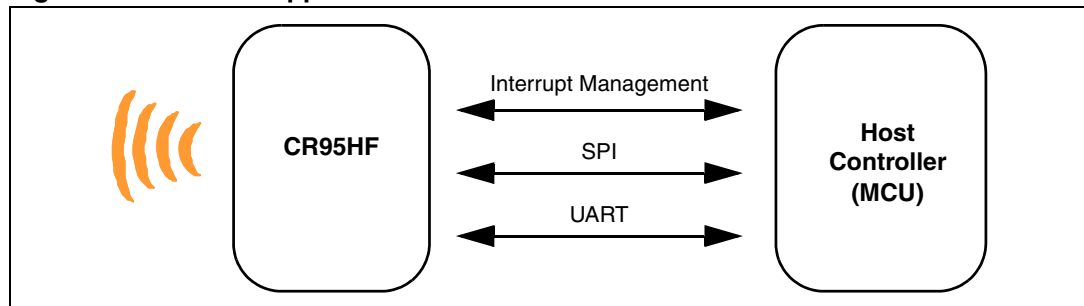 Interrupt Management
CR95HF
SPI
UART
Host
Controller
(MCU)